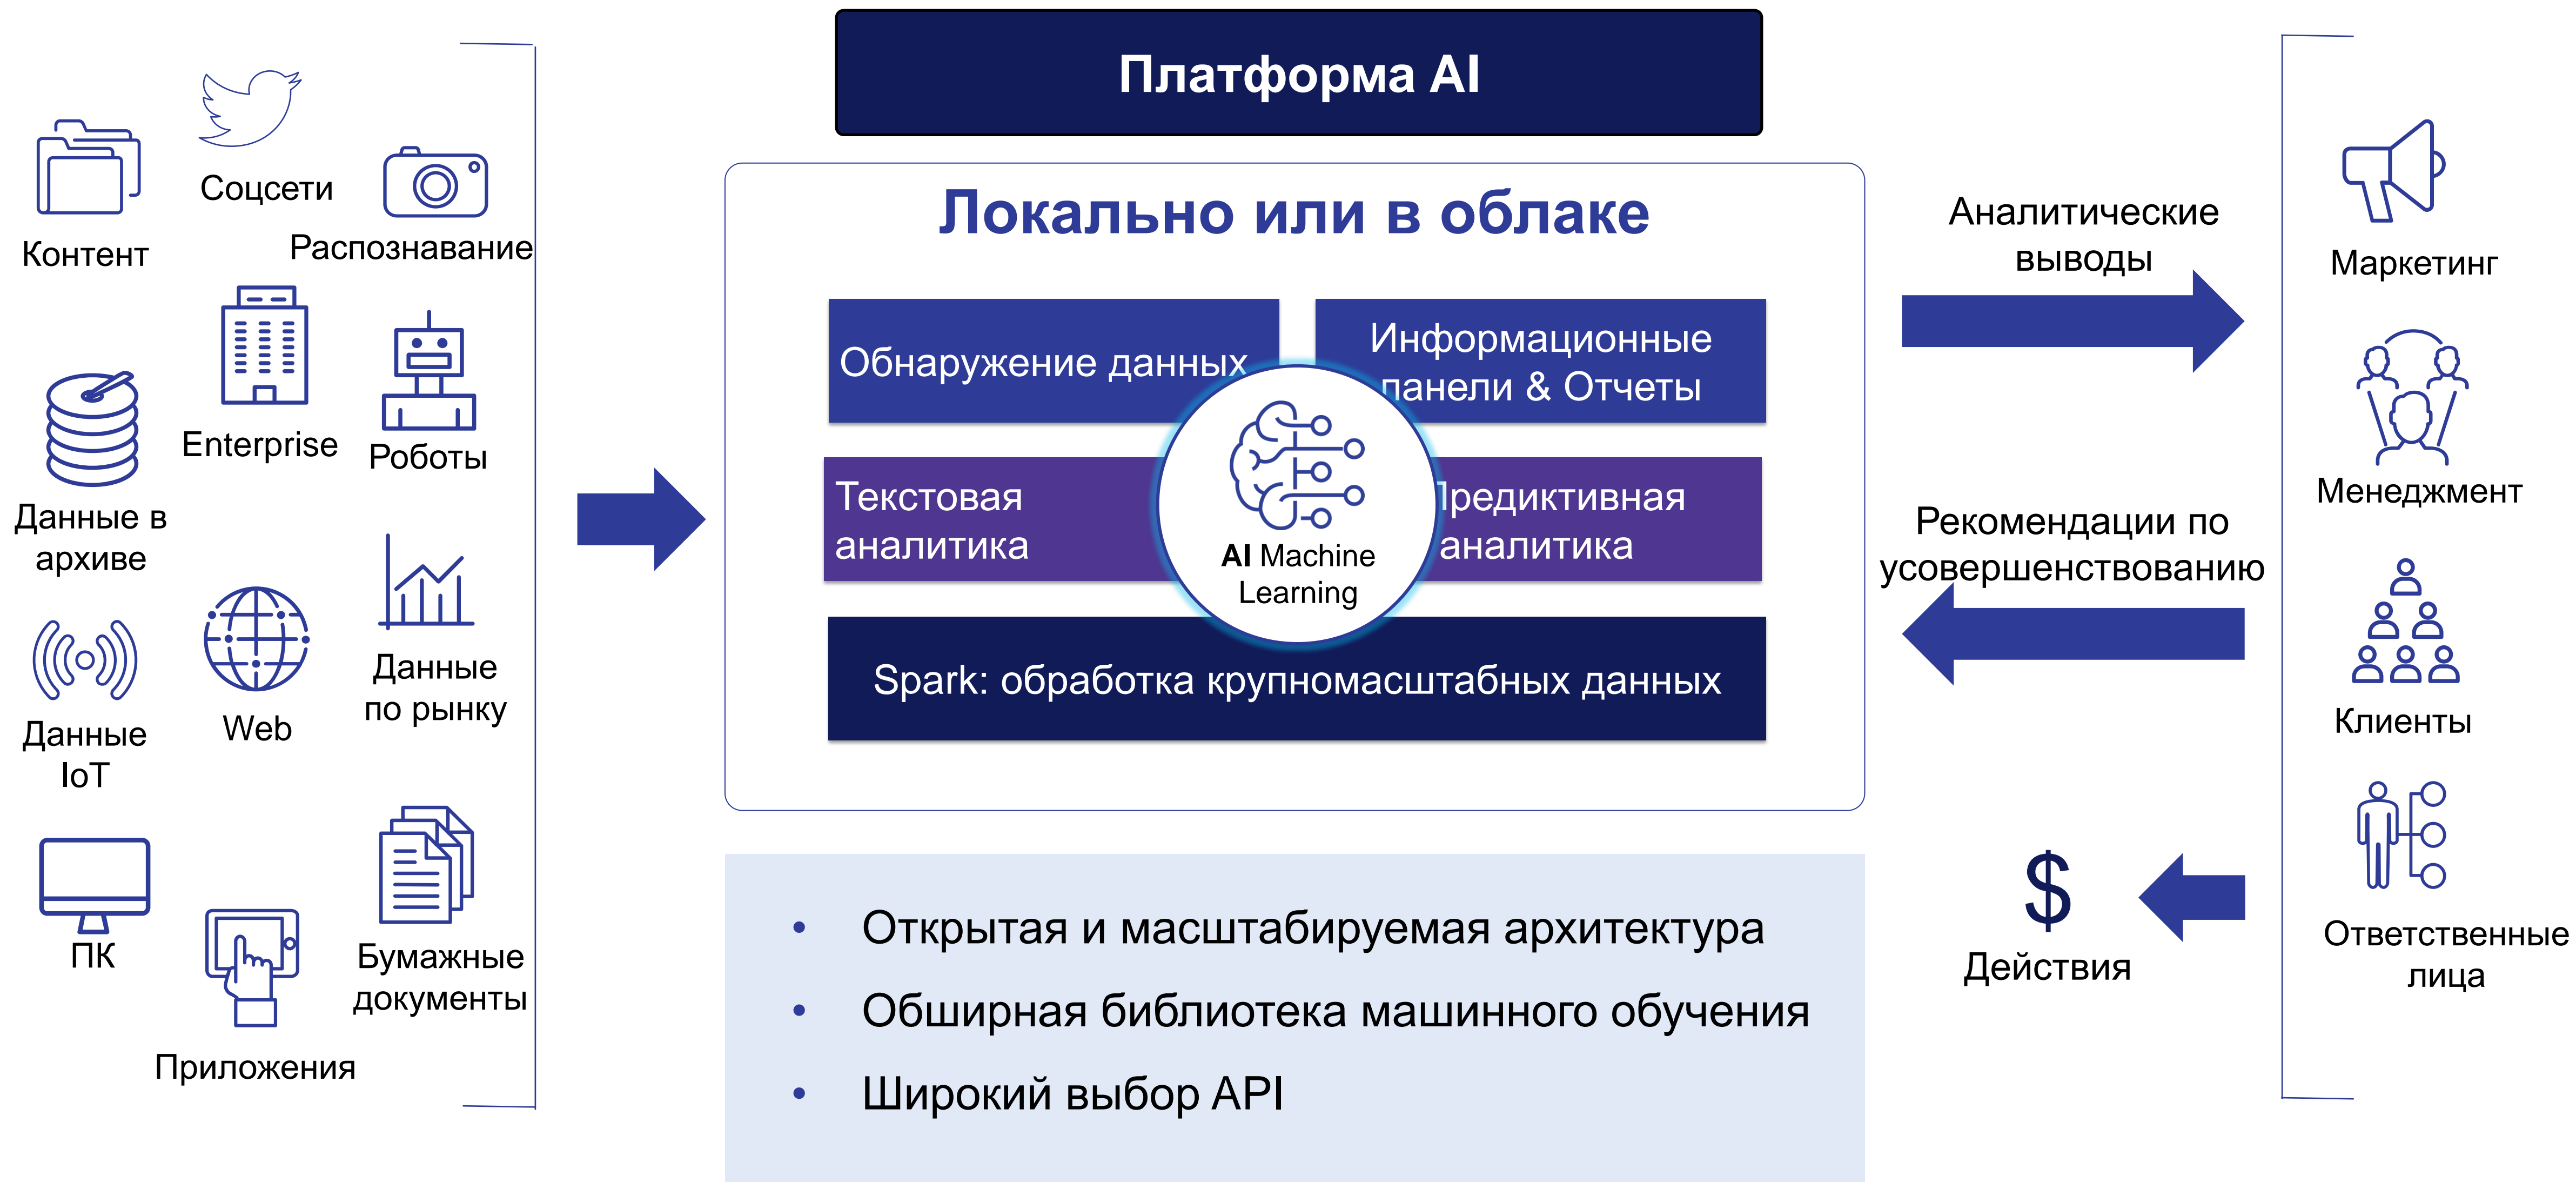 Платформа AI
Соцсети
Контент
Распознавание
Enterprise
Роботы
Данные в
архиве
Данные
IoT
Web
Данные
по рынку
ПК
Приложения
Бумажные
документы
Локально или в облаке
Обнаружение данных
Информационные
панели & Отчеты
Текстовая
аналитика
Предиктивная
аналитика
AI Machine
Learning
Spark: обработка крупномасштабных данных
• Открытая и масштабируемая архитектура
• Обширная библиотека машинного обучения
• Широкий выбор API
Аналитические
выводы
Рекомендации по
усовершенствованию
$
Действия
Маркетинг
Менеджмент
Клиенты
Ответственные
лица